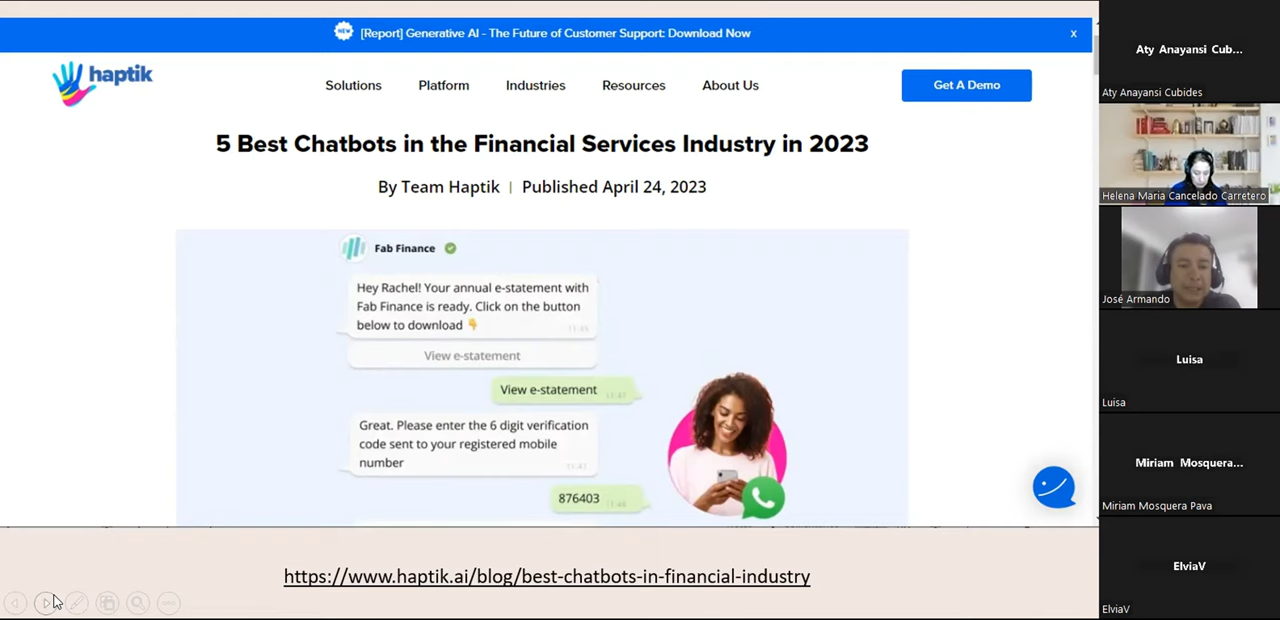 NEW
[Report] Generative AI - The Future of Customer Support: Download Now
x
haptik
Solutions
Platform
Industries
Resources
About Us
Get A Demo
5 Best Chatbots in the Financial Services Industry in 2023
By Team Haptik | Published April 24, 2023
Fab Finance
Hey Rachel! Your annual e-statement with
Fab Finance is ready. Click on the button
below to download 👇
View e-statement
View e-statement
Great. Please enter the 6 digit verification
code sent to your registered mobile
number
876403
https://www.haptik.ai/blog/best-chatbots-in-financial-industry
Aty Anayansi Cub...
Aty Anayansi Cubides
Helena Maria Cancelado Carretero
José Armando
Luisa
Luisa
Miriam Mosquera...
Miriam Mosquera Pava
ElviaV
ElviaV